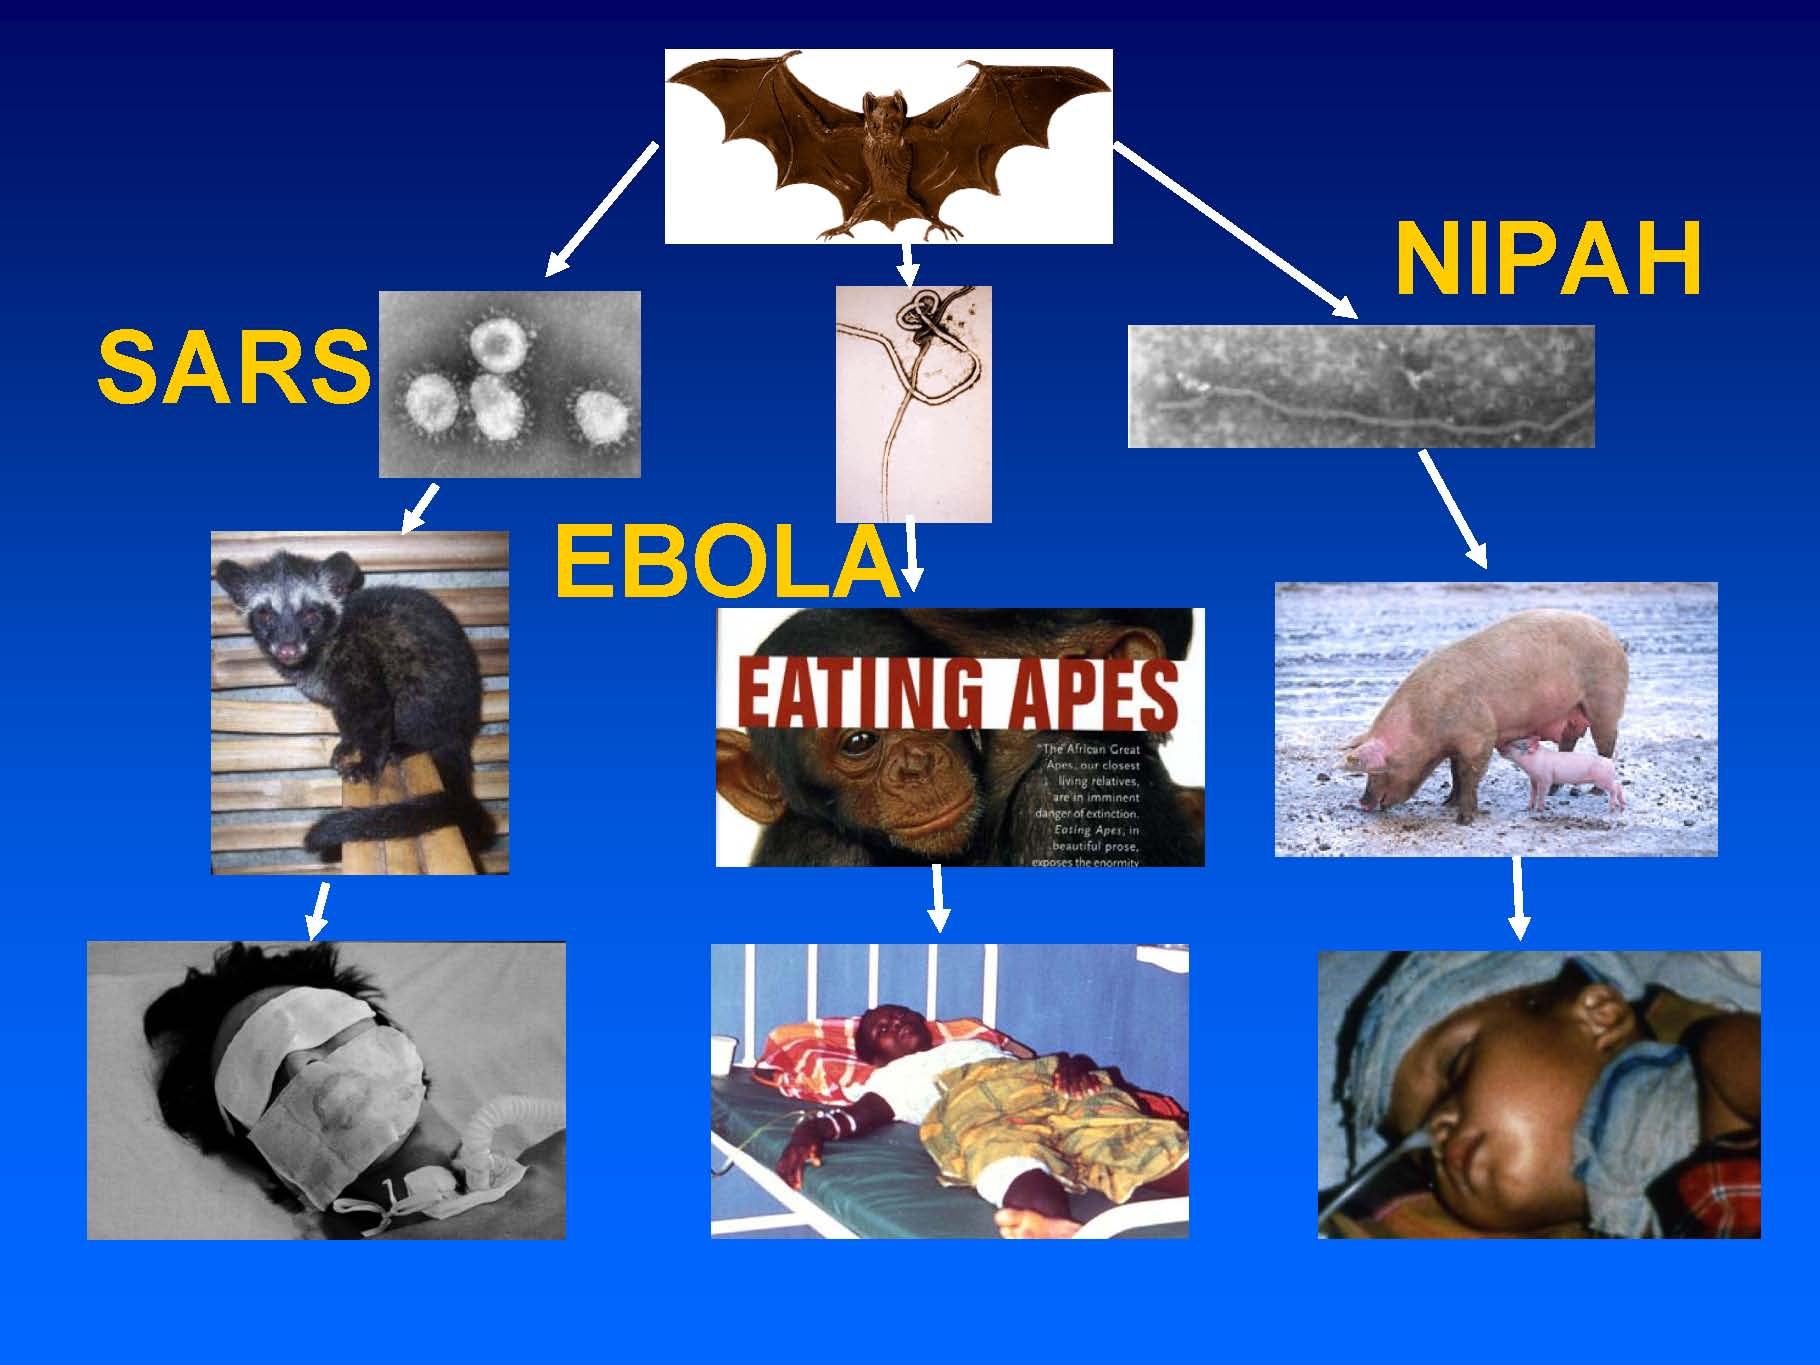 NIPAH
SARS
EBOLA
EATING APES
"The African Great
Apes, our closest
living relatives,
are in imminent
danger of extinction.
Eating Apes, in
beautiful prose,
exposes the enormity